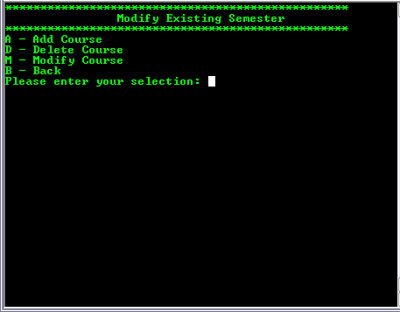 *************************************************
Modify Existing Semester
*************************************************
A - Add Course
D - Delete Course
M - Modify Course
B - Back
Please enter your selection: